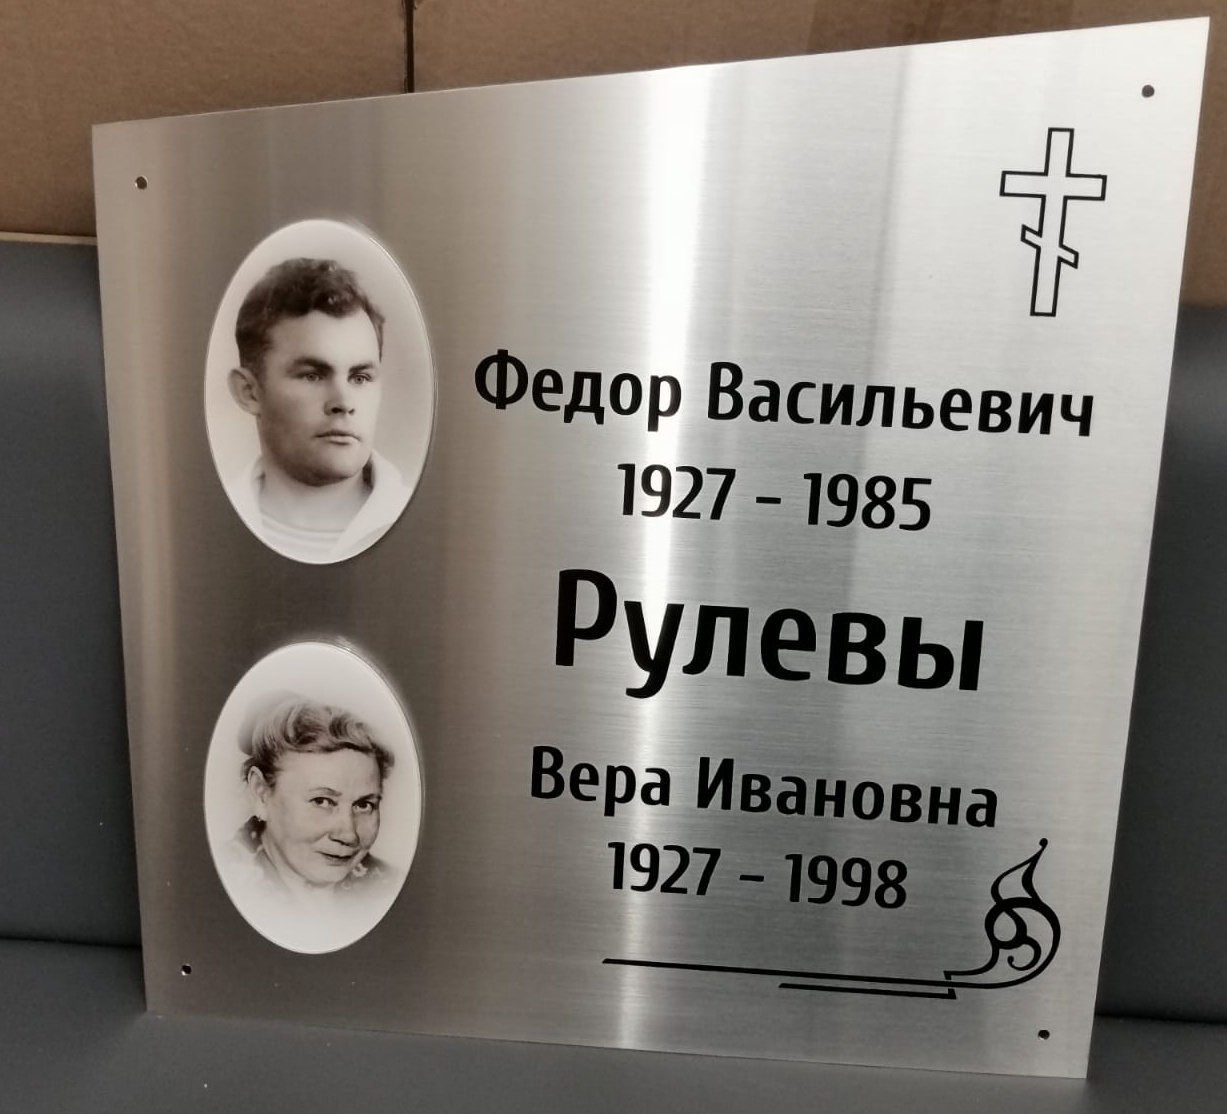 Федор Васильевич
1927 - 1985
Рулевы
Вера Ивановна
1927 - 1998